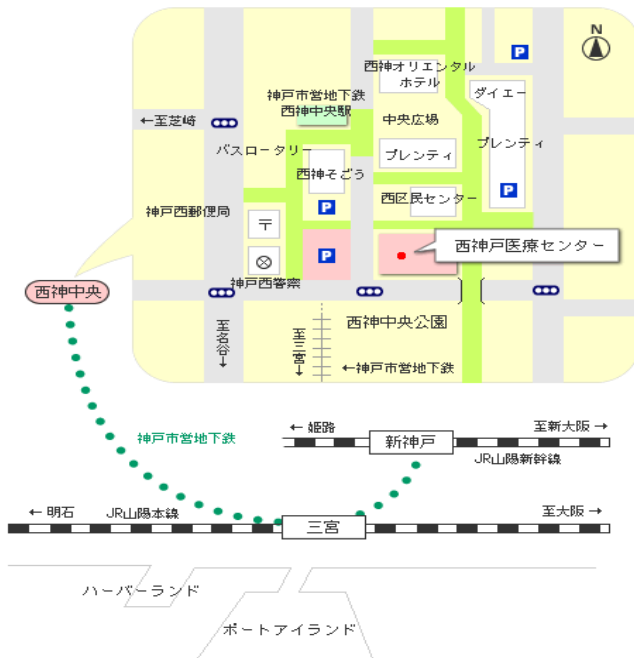 N
P
西神オリエンタル
ホテル
ダイエー
神戸市営地下鉄
西神中央駅
中央広場
←至芝崎
バスロータリー
プレンティ
プレンティ
西神そごう
P
西区民センター
P
神戸西郵便局
〒
西神戸医療センター
P
神戸西警察
西神中央
至名谷→
至三宮→
西神中央公園
←神戸市営地下鉄
神戸市営地下鉄
← 姫路
新神戸
至新大阪 →
JR山陽新幹線
← 明石
JR山陽本線
三宮
至大阪 →
ハーバーランド
ポートアイランド